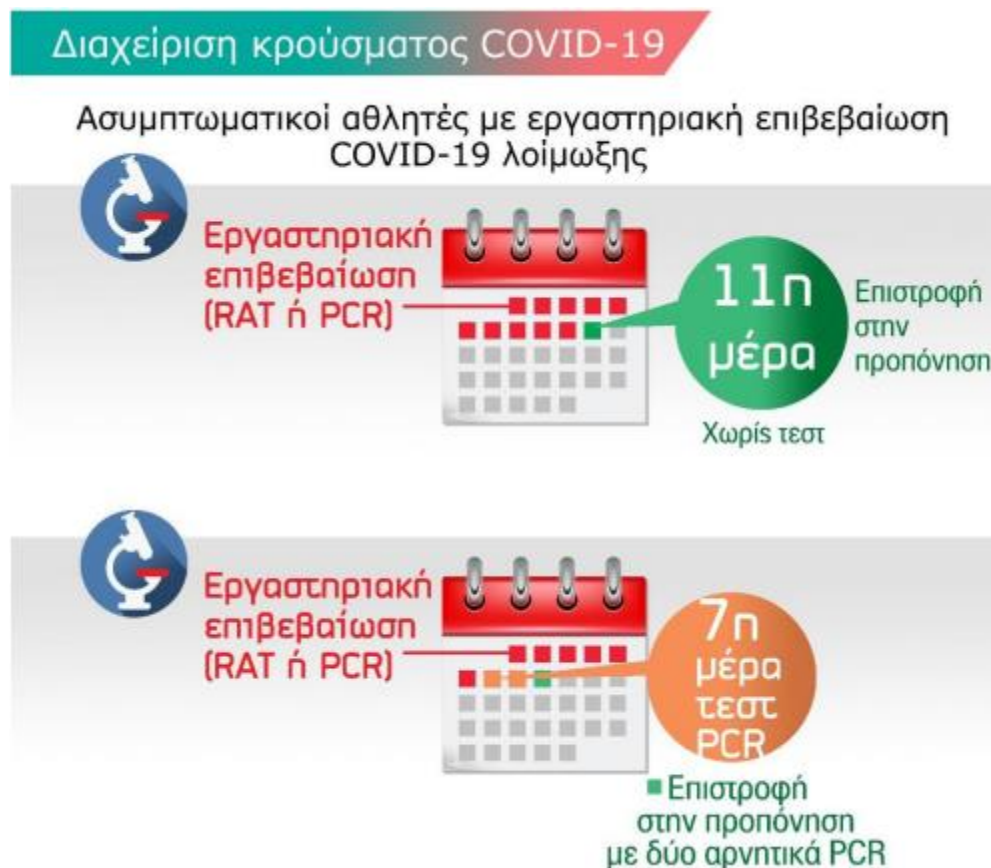 Διαχείριση κρούσματος COVID-19
Ασυμπτωματικοί αθλητές με εργαστηριακή επιβεβαίωση
COVID-19 λοίμωξης
Εργαστηριακή
επιβεβαίωση
(RAT ή PCR)
11η
μέρα
Επιστροφή
στην
προπόνηση
Χωρίς τεστ
Εργαστηριακή
επιβεβαίωση
(RAT ή PCR)
7η
μέρα
τεστ
PCR
Επιστροφή
στην προπόνηση
με δύο αρνητικά PCR